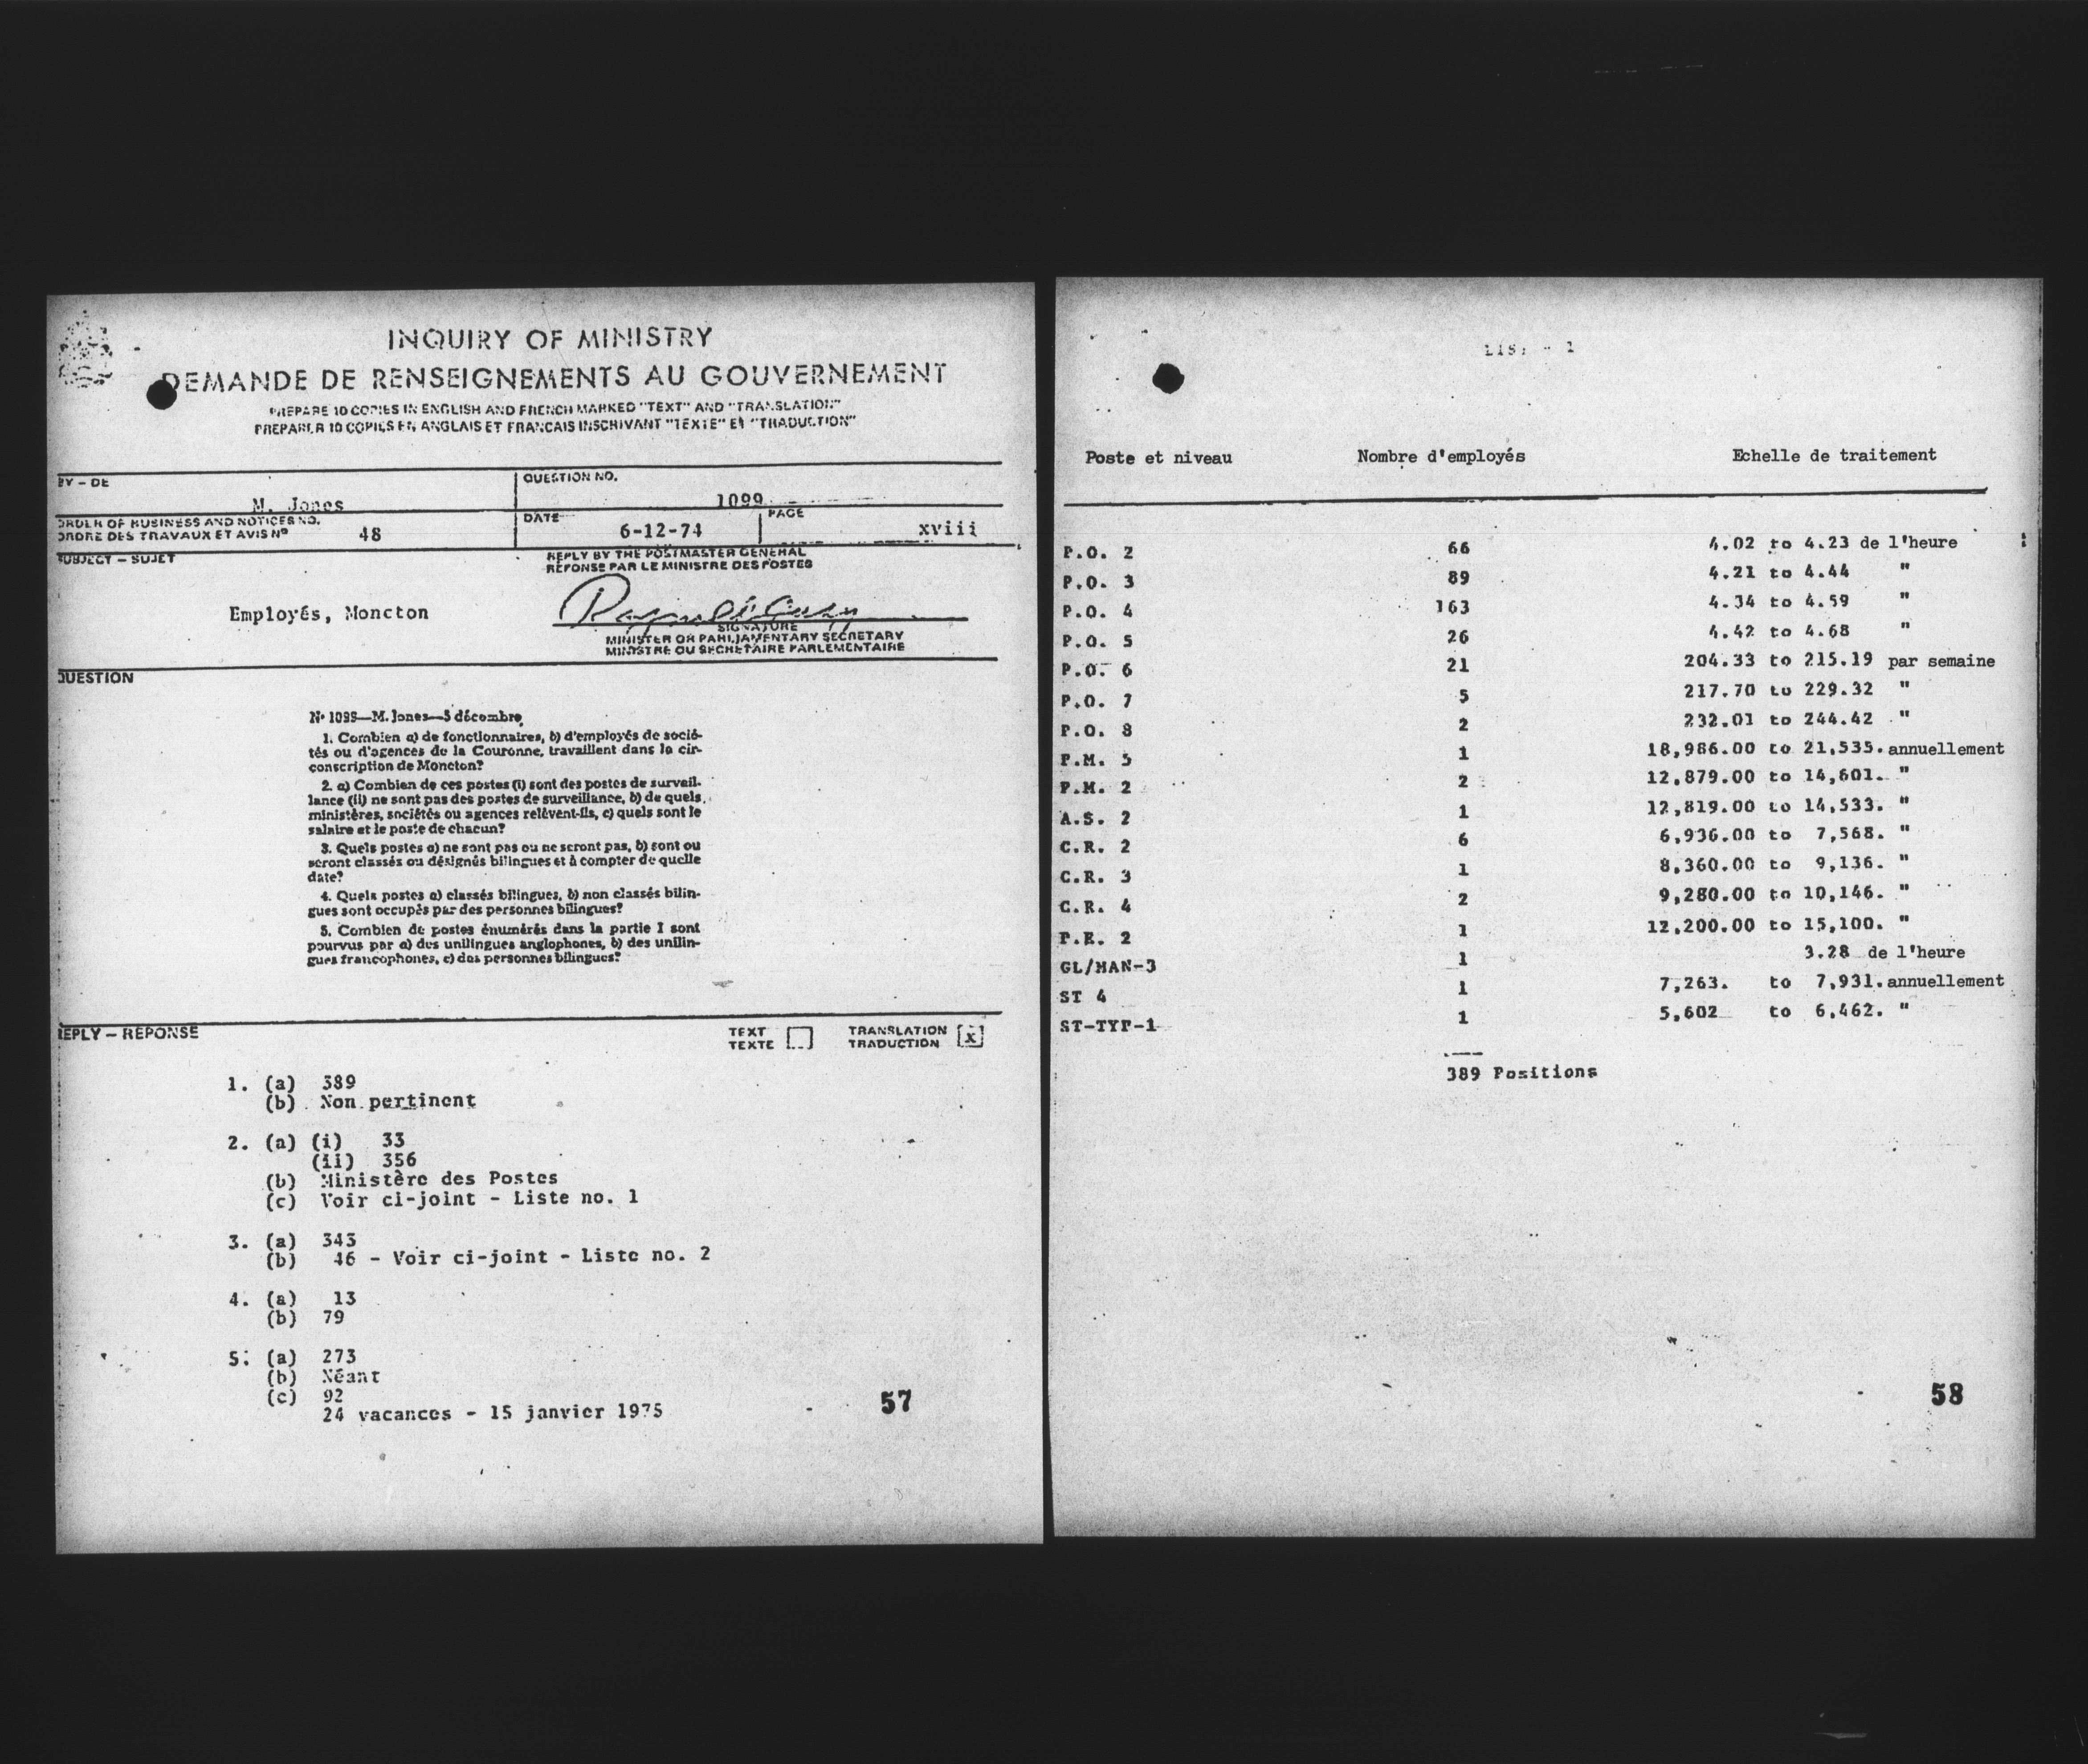 INQUIRY OF MINISTRY
DEMANDE DE RENSEIGNEMENTS AU GOUVERNEMENT
PREPARE 10 COPIES IN ENGLISH AND FRENCH MARKED "TEXT" AND "TRANSLATION"
PREPARER 10 COPIES EN ANGLAIS ET FRANCAIS INSCRIVANT "TEXTE" ET "TRADUCTION"
BY – DE
M. Jones
QUESTION NO.
1099
ORDER OF BUSINESS AND NOTICES NO.
ORDRE DES TRAVAUX ET AVIS Nº
48
DATE
6-12-74
PAGE
xviii
SUBJECT – SUJET
Employés, Moncton
REPLY BY THE POSTMASTER GENERAL
RÉPONSE PAR LE MINISTRE DES POSTES
SIGNATURE
MINISTER OR PARLIAMENTARY SECRETARY
MINISTRE OU SECRÉTAIRE PARLEMENTAIRE
QUESTION
Nº 1099—M. Jones—5 décembre
1. Combien a) de fonctionnaires, b) d'employés de socié-
tés ou d'agences de la Couronne, travaillent dans la cir-
conscription de Moncton?
2. a) Combien de ces postes (i) sont des postes de surveil-
lance (ii) ne sont pas des postes de surveillance, b) de quels
ministères, sociétés ou agences relèvent-ils, c) quels sont le
salaire et le poste de chacun?
3. Quels postes a) ne sont pas ou ne seront pas, b) sont ou
seront classés ou désignés bilingues et à compter de quelle
date?
4. Quels postes a) classés bilingues, b) non classés bilin-
gues sont occupés par des personnes bilingues?
5. Combien de postes énumérés dans la partie I sont
pourvus par a) des unilingues anglophones, b) des unilin-
gues francophones, c) des personnes bilingues?
REPLY – RÉPONSE
TEXT
TEXTE
TRANSLATION
TRADUCTION
[x]
1. (a) 389
(b) Non pertinent
2. (a) (i) 33
(ii) 356
(b) Ministère des Postes
(c) Voir ci-joint - Liste no. 1
3. (a) 343
(b) 46 - Voir ci-joint - Liste no. 2
4. (a) 13
(b) 79
5. (a) 273
(b) Néant
(c) 92
24 vacances - 15 janvier 1975
57
LIST - 1
Poste et niveau Nombre d'employés Echelle de traitement
P.O. 2 66 4.02 to 4.23 de l'heure
P.O. 3 89 4.21 to 4.44 "
P.O. 4 163 4.34 to 4.59 "
P.O. 5 26 4.42 to 4.68 "
P.O. 6 21 204.33 to 215.19 par semaine
P.O. 7 5 217.70 to 229.32 "
P.O. 8 2 232.01 to 244.42 "
P.M. 5 1 18,986.00 to 21,535. annuellement
P.M. 2 2 12,879.00 to 14,601. "
A.S. 2 1 12,819.00 to 14,533. "
C.R. 2 6 6,936.00 to 7,568. "
C.R. 3 1 8,360.00 to 9,136. "
C.R. 4 2 9,280.00 to 10,146. "
P.E. 2 1 12,200.00 to 15,100. "
GL/MAN-3 1 3.28 de l'heure
ST 4 1 7,263. to 7,931. annuellement
ST-TYP-1 1 5,602 to 6,462. "
389 Positions
58